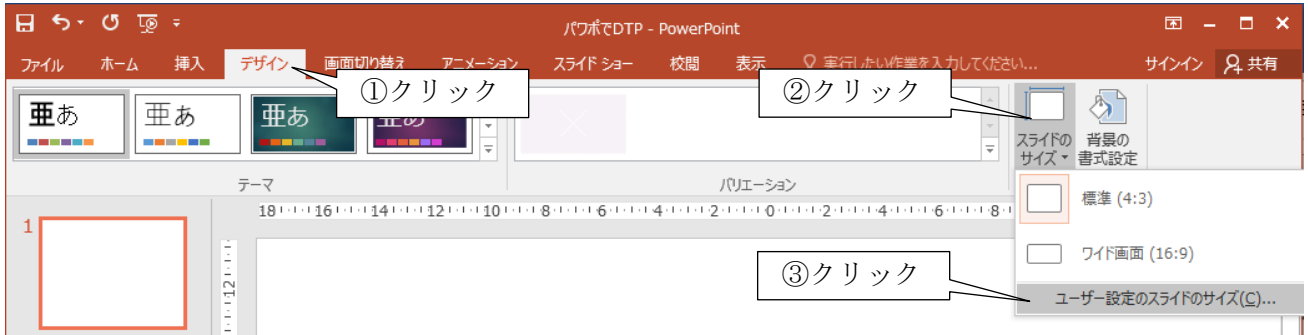 パワポでDTP - PowerPoint
ファイル ホーム 挿入 デザイン 画面切り替え アニメーション スライド ショー 校閲 表示 実行したい作業を入力してください... サインイン 共有
①クリック
②クリック
亜あ 亜あ 亜あ 亜あ
スライドの サイズ
背景の 書式設定
テーマ
バリエーション
標準 (4:3)
ワイド画面 (16:9)
ユーザー設定のスライドのサイズ(C)...
1
18 16 14 12 10 8 6 4 2 0 2 4 6 8
12
③クリック